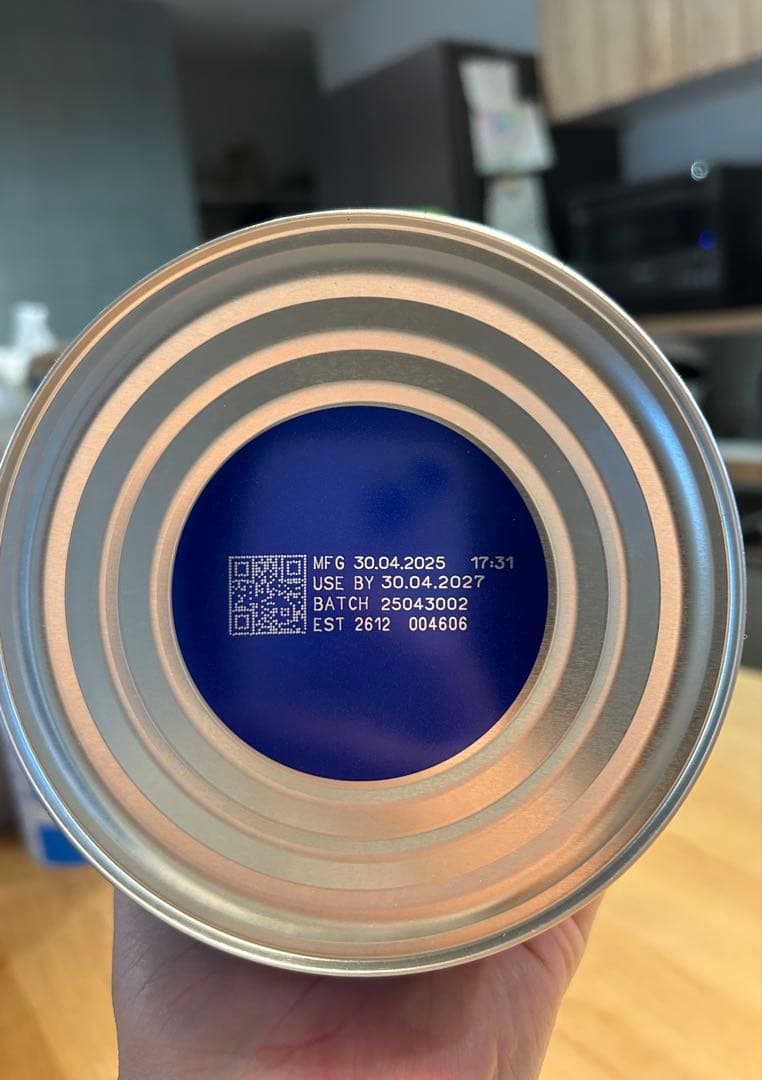 MFG 30.04.2025 17:31
USE BY 30.04.2027
BATCH 25043002
EST 2612 004606